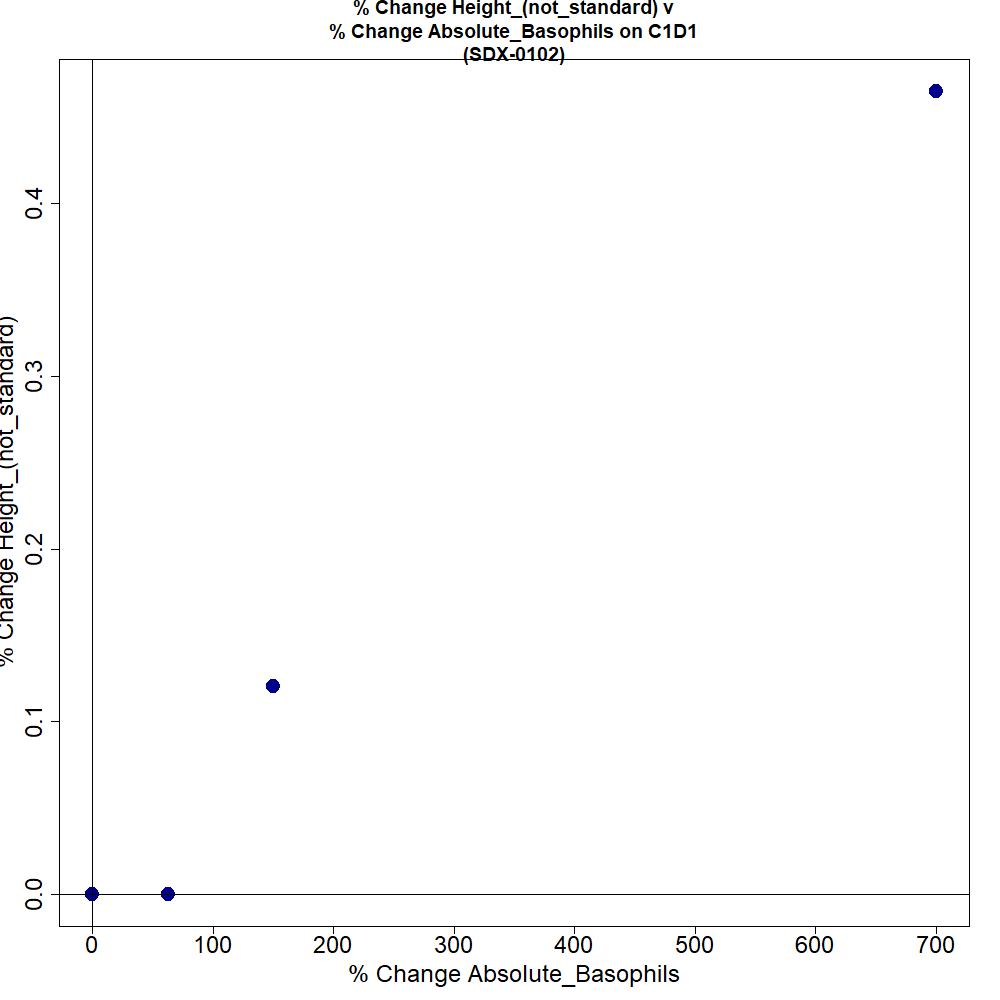 % Change Height_(not_standard) v
% Change Absolute_Basophils on C1D1
(SDX-0102)
% Change Height_(not_standard)
0.4
0.3
0.2
0.1
0.0
0 100 200 300 400 500 600 700
% Change Absolute_Basophils